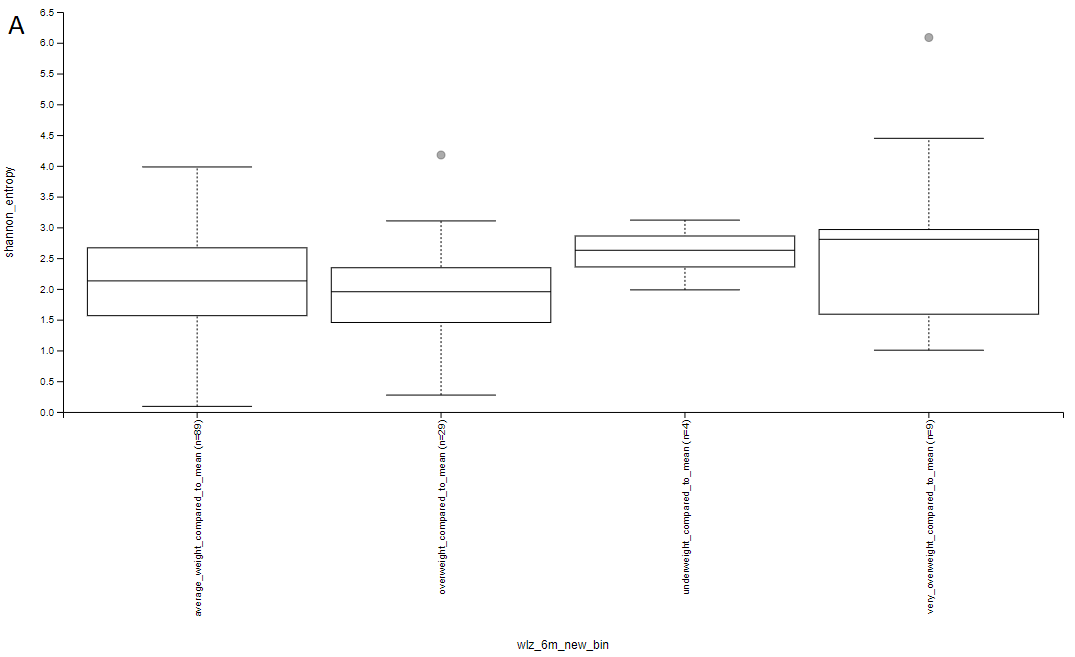 A
6.5
6.0
5.5
5.0
4.5
4.0
3.5
3.0
2.5
2.0
1.5
1.0
0.5
0.0
shannon_entropy
average_weight_compared_to_mean (n=89)
overweight_compared_to_mean (n=29)
underweight_compared_to_mean (n=4)
very_overweight_compared_to_mean (n=9)
wlz_6m_new_bin